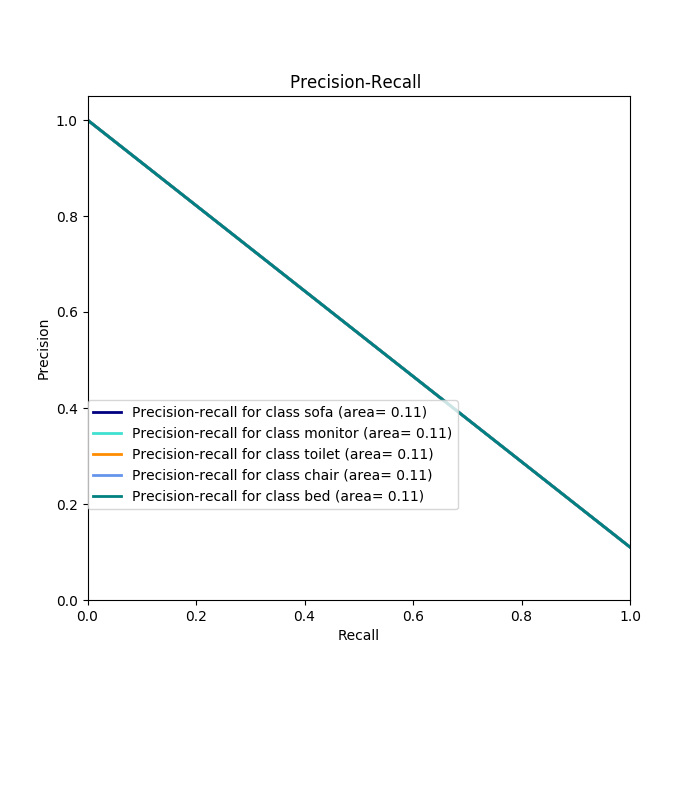 Precision-Recall
1.0
0.8
0.6
0.4
0.2
0.0
Precision
Precision-recall for class sofa (area= 0.11)
Precision-recall for class monitor (area= 0.11)
Precision-recall for class toilet (area= 0.11)
Precision-recall for class chair (area= 0.11)
Precision-recall for class bed (area= 0.11)
0.0 0.2 0.4 0.6 0.8 1.0
Recall